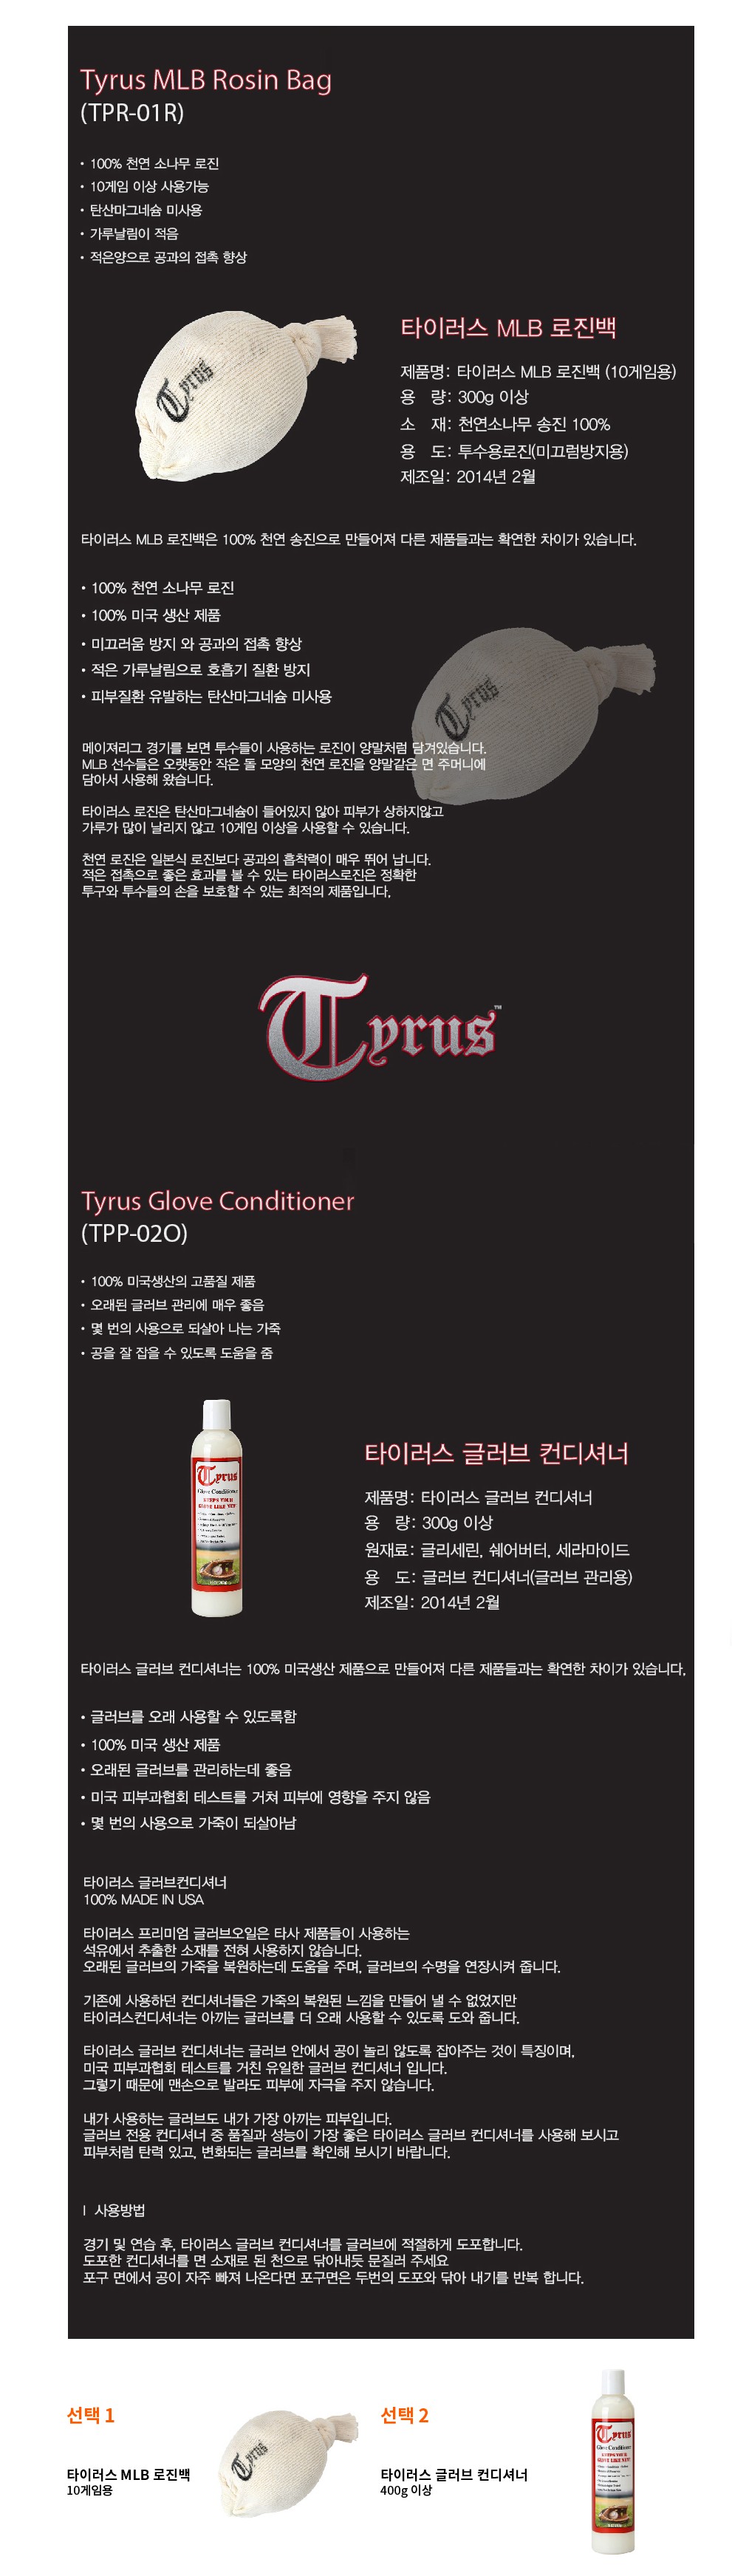 Tyrus MLB Rosin Bag
(TPR-01R)
• 100% 천연 소나무 로진
• 10게임 이상 사용가능
• 탄산마그네슘 미사용
• 가루날림이 적음
• 적은양으로 공과의 접촉 향상
Tyrus
타이러스 MLB 로진백
제품명: 타이러스 MLB 로진백 (10게임용)
용 량: 300g 이상
소 재: 천연소나무 송진 100%
용 도: 투수용로진(미끄럼방지용)
제조일: 2014년 2월
타이러스 MLB 로진백은 100% 천연 송진으로 만들어져 다른 제품들과는 확연한 차이가 있습니다.
• 100% 천연 소나무 로진
• 100% 미국 생산 제품
• 미끄러움 방지 와 공과의 접촉 향상
• 적은 가루날림으로 호흡기 질환 방지
• 피부질환 유발하는 탄산마그네슘 미사용
Tyrus
메이져리그 경기를 보면 투수들이 사용하는 로진이 양말처럼 담겨있습니다.
MLB 선수들은 오랫동안 작은 돌 모양의 천연 로진을 양말같은 면 주머니에
담아서 사용해 왔습니다.
타이러스 로진은 탄산마그네슘이 들어있지 않아 피부가 상하지않고
가루가 많이 날리지 않고 10게임 이상을 사용할 수 있습니다.
천연 로진은 일본식 로진보다 공과의 흡착력이 매우 뛰어 납니다.
적은 접촉으로 좋은 효과를 볼 수 있는 타이러스로진은 정확한
투구와 투수들의 손을 보호할 수 있는 최적의 제품입니다.
Tyrus™
Tyrus Glove Conditioner
(TPP-02O)
• 100% 미국생산의 고품질 제품
• 오래된 글러브 관리에 매우 좋음
• 몇 번의 사용으로 되살아 나는 가죽
• 공을 잘 잡을 수 있도록 도움을 줌
Tyrus
Glove Conditioner
KEEPS YOUR
GLOVE LIKE NEW
타이러스 글러브 컨디셔너
제품명: 타이러스 글러브 컨디셔너
용 량: 300g 이상
원재료: 글리세린, 쉐어버터, 세라마이드
용 도: 글러브 컨디셔너(글러브 관리용)
제조일: 2014년 2월
타이러스 글러브 컨디셔너는 100% 미국생산 제품으로 만들어져 다른 제품들과는 확연한 차이가 있습니다.
• 글러브를 오래 사용할 수 있도록함
• 100% 미국 생산 제품
• 오래된 글러브를 관리하는데 좋음
• 미국 피부과협회 테스트를 거쳐 피부에 영향을 주지 않음
• 몇 번의 사용으로 가죽이 되살아남
타이러스 글러브컨디셔너
100% MADE IN USA
타이러스 프리미엄 글러브오일은 타사 제품들이 사용하는
석유에서 추출한 소재를 전혀 사용하지 않습니다.
오래된 글러브의 가죽을 복원하는데 도움을 주며, 글러브의 수명을 연장시켜 줍니다.
기존에 사용하던 컨디셔너들은 가죽의 복원된 느낌을 만들어 낼 수 없었지만
타이러스컨디셔너는 아끼는 글러브를 더 오래 사용할 수 있도록 도와 줍니다.
타이러스 글러브 컨디셔너는 글러브 안에서 공이 놀리 않도록 잡아주는 것이 특징이며,
미국 피부과협회 테스트를 거친 유일한 글러브 컨디셔너 입니다.
그렇기 때문에 맨손으로 발라도 피부에 자극을 주지 않습니다.
내가 사용하는 글러브도 내가 가장 아끼는 피부입니다.
글러브 전용 컨디셔너 중 품질과 성능이 가장 좋은 타이러스 글러브 컨디셔너를 사용해 보시고
피부처럼 탄력 있고, 변화되는 글러브를 확인해 보시기 바랍니다.
| 사용방법
경기 및 연습 후, 타이러스 글러브 컨디셔너를 글러브에 적절하게 도포합니다.
도포한 컨디셔너를 면 소재로 된 천으로 닦아내듯 문질러 주세요
포구 면에서 공이 자주 빠져 나온다면 포구면은 두번의 도포와 닦아 내기를 반복 합니다.
선택 1
타이러스 MLB 로진백
10게임용
Tyrus
선택 2
타이러스 글러브 컨디셔너
400g 이상
Tyrus
Glove Conditioner
KEEPS YOUR
GLOVE LIKE NEW